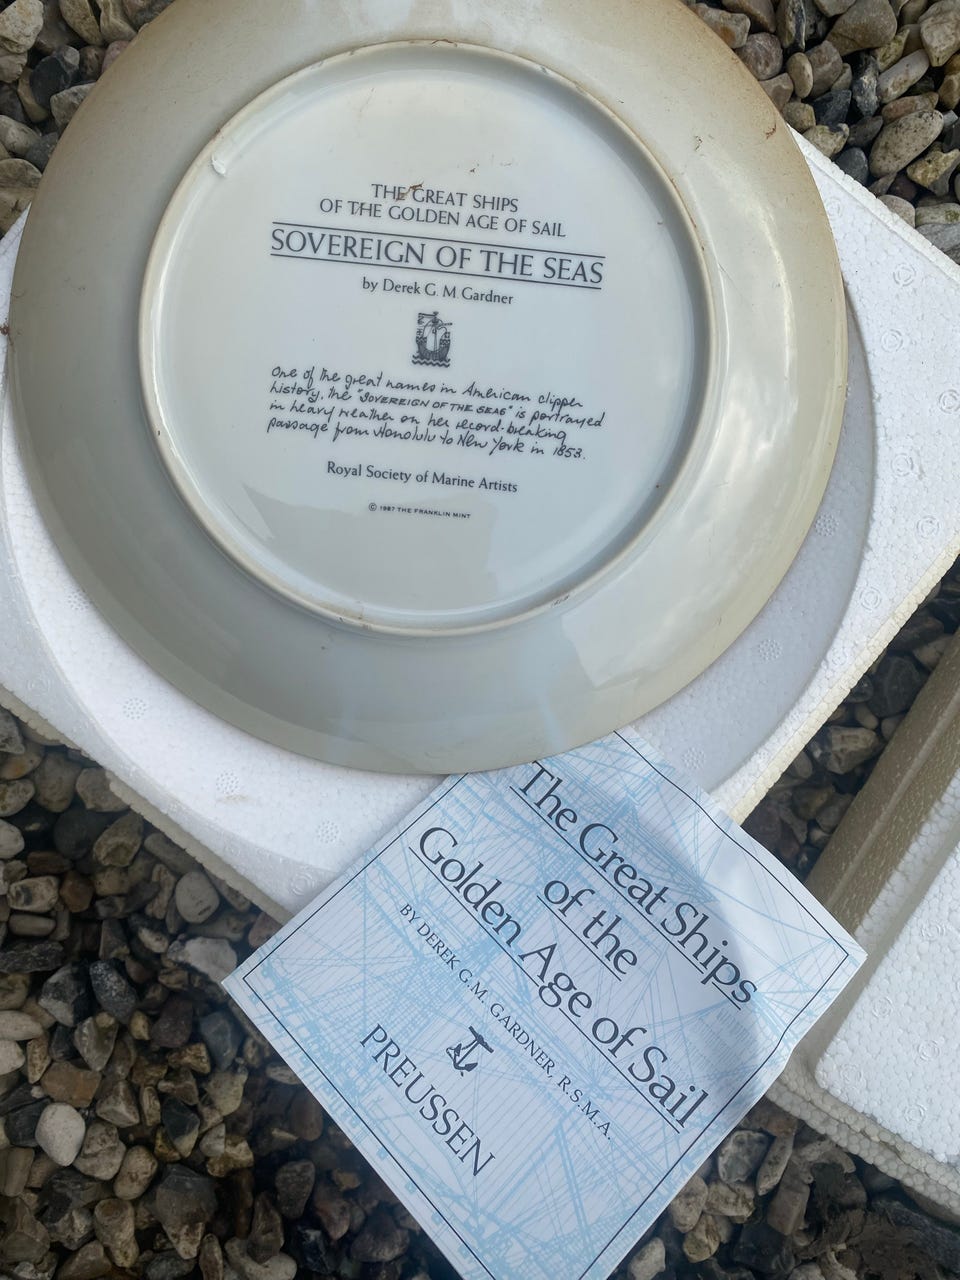 THE GREAT SHIPS
OF THE GOLDEN AGE OF SAIL
SOVEREIGN OF THE SEAS
by Derek G. M. Gardner
One of the great names in American clipper
history, the "SOVEREIGN OF THE SEAS" is portrayed
in heavy weather on her record-breaking
passage from Honolulu to New York in 1853.
Royal Society of Marine Artists
© 1987 THE FRANKLIN MINT
The Great Ships
of the
Golden Age of Sail
BY DEREK G.M. GARDNER, R.S.M.A.
PREUSSEN